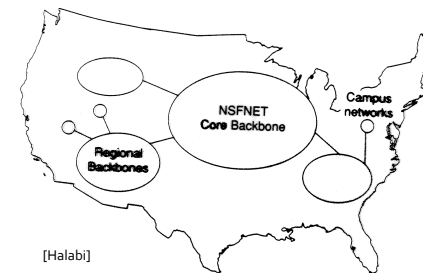 NSFNET
Core Backbone
Campus
networks
Regional
Backbones
[Halabi]